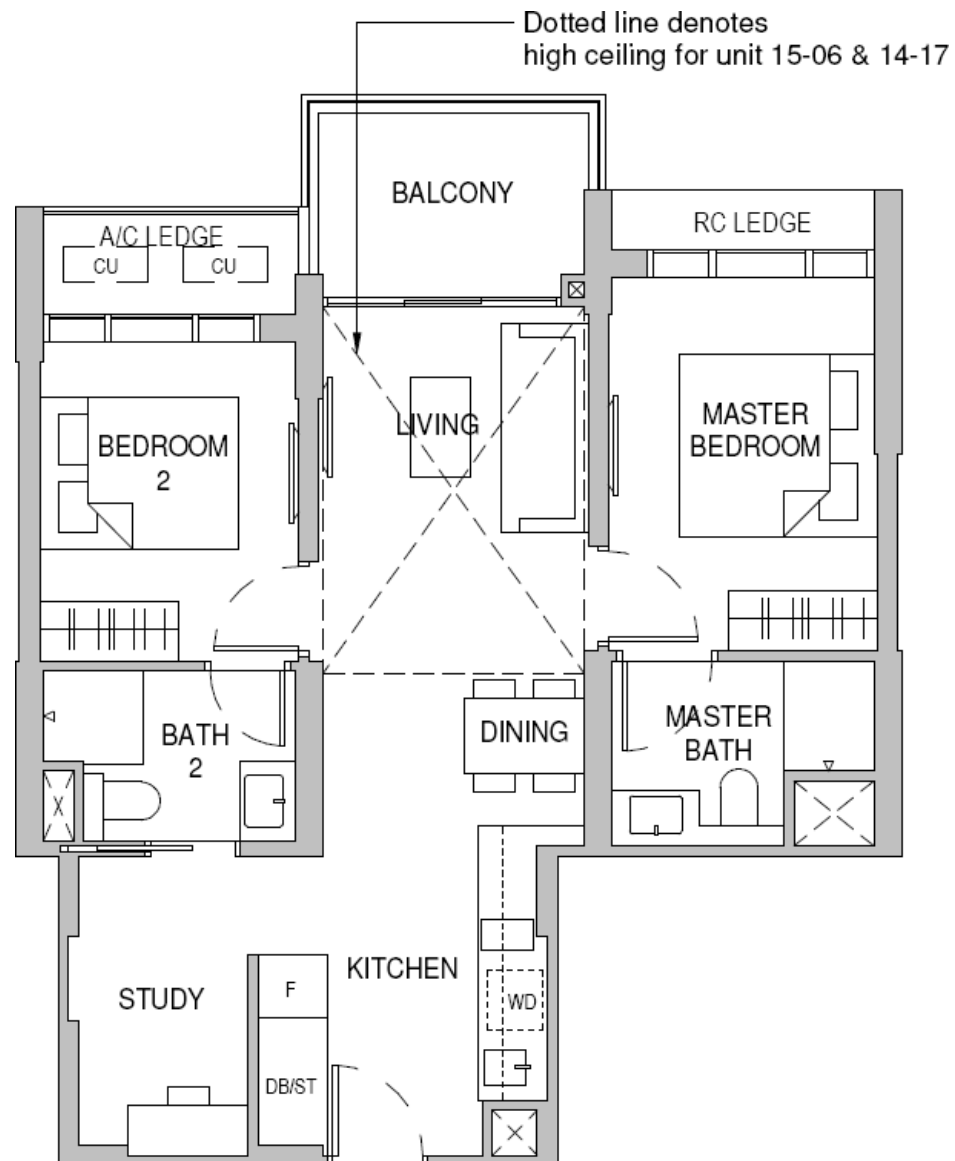 Dotted line denotes
high ceiling for unit 15-06 & 14-17
BALCONY
A/C LEDGE
CU
CU
RC LEDGE
LIVING
MASTER
BEDROOM
BEDROOM
2
DINING
BATH
2
MASTER
BATH
KITCHEN
STUDY
F
WD
DB/ST